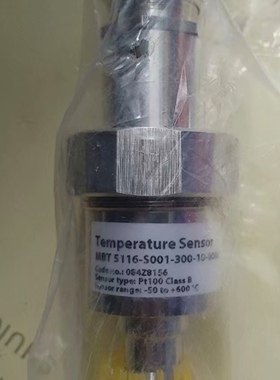 Temperature Sensor
MBT 5116-S001-300-10-
Code no.: 084Z8156
Sensor type: Pt100 Class B
Sensor range: -50 to +600 °C